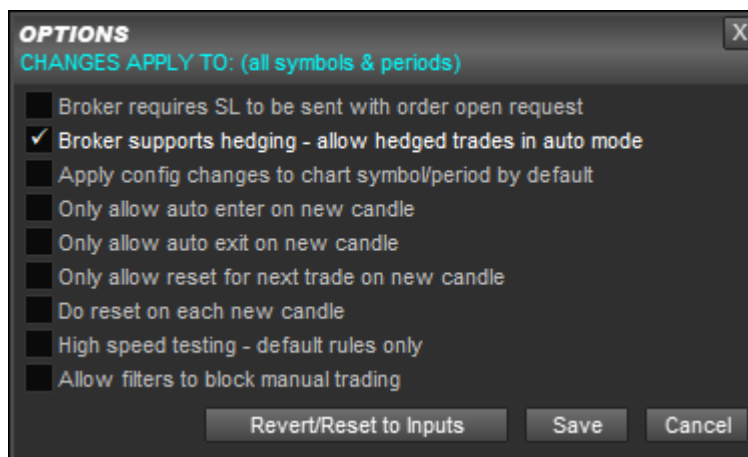 OPTIONS X
CHANGES APPLY TO: (all symbols & periods)
Broker requires SL to be sent with order open request
Broker supports hedging - allow hedged trades in auto mode
Apply config changes to chart symbol/period by default
Only allow auto enter on new candle
Only allow auto exit on new candle
Only allow reset for next trade on new candle
Do reset on each new candle
High speed testing - default rules only
Allow filters to block manual trading
Revert/Reset to Inputs Save Cancel